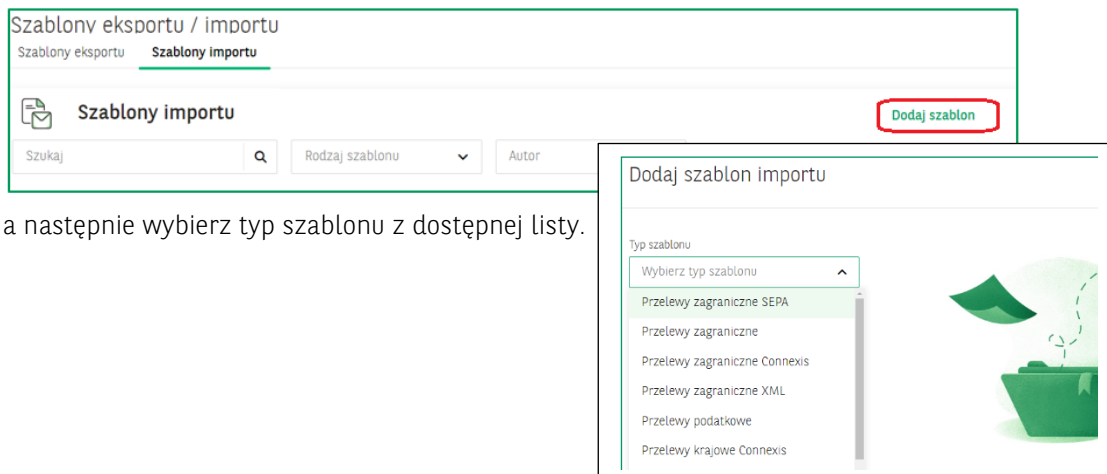 Szablony eksportu / importu
Szablony eksportu Szablony importu
Szablony importu
Dodaj szablon
Szukaj Rodzaj szablonu Autor
a następnie wybierz typ szablonu z dostępnej listy.
Dodaj szablon importu
Typ szablonu
Wybierz typ szablonu
Przelewy zagraniczne SEPA
Przelewy zagraniczne
Przelewy zagraniczne Connexis
Przelewy zagraniczne XML
Przelewy podatkowe
Przelewy krajowe Connexis